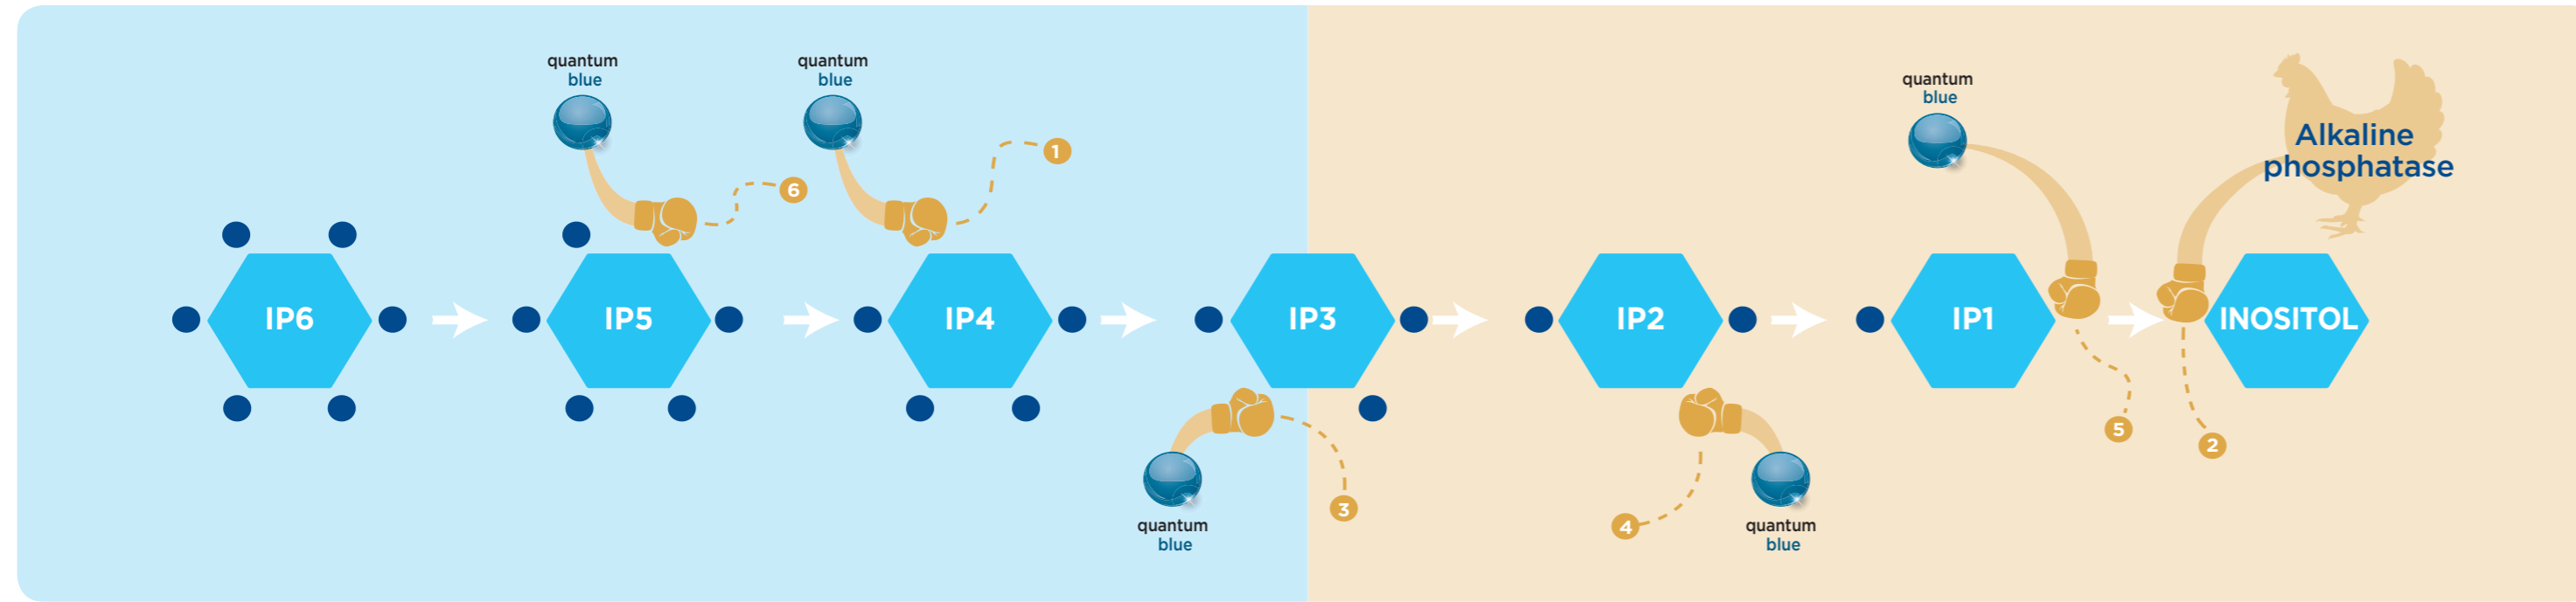 quantum
blue
quantum
blue
quantum
blue
Alkaline
phosphatase
1
6
IP6
IP5
IP4
IP3
IP2
IP1
INOSITOL
5
2
3
4
quantum
blue
quantum
blue